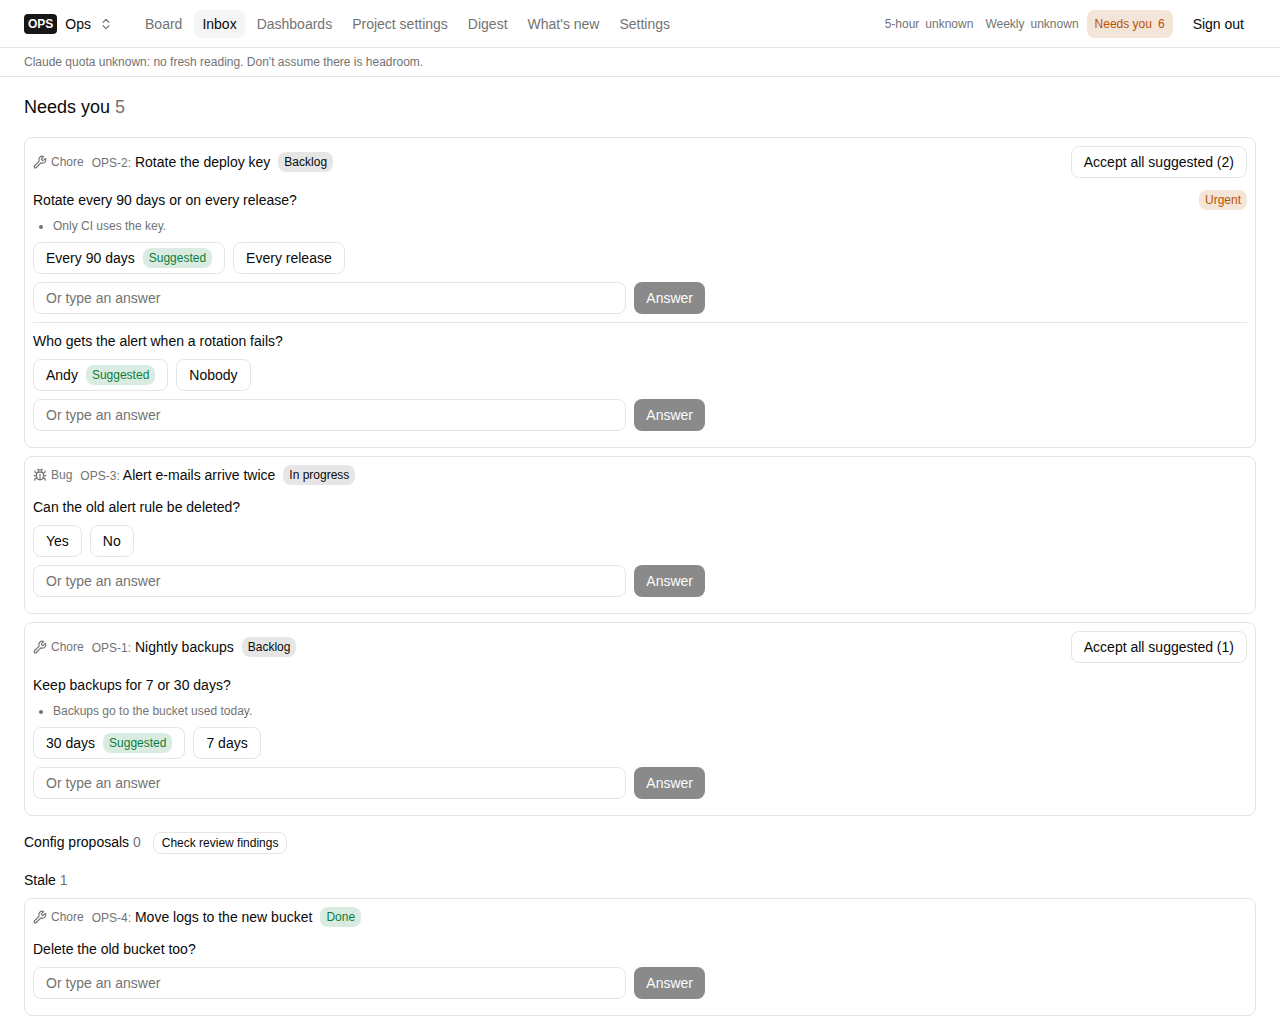 OPS Ops Board Inbox Dashboards Project settings Digest What's new Settings 5-hour unknown Weekly unknown Needs you 6 Sign out
Claude quota unknown: no fresh reading. Don't assume there is headroom.
Needs you 5
Chore OPS-2: Rotate the deploy key Backlog Accept all suggested (2)
Rotate every 90 days or on every release? Urgent
• Only CI uses the key.
Every 90 days Suggested Every release
Or type an answer Answer
Who gets the alert when a rotation fails?
Andy Suggested Nobody
Or type an answer Answer
Bug OPS-3: Alert e-mails arrive twice In progress
Can the old alert rule be deleted?
Yes No
Or type an answer Answer
Chore OPS-1: Nightly backups Backlog Accept all suggested (1)
Keep backups for 7 or 30 days?
• Backups go to the bucket used today.
30 days Suggested 7 days
Or type an answer Answer
Config proposals 0 Check review findings
Stale 1
Chore OPS-4: Move logs to the new bucket Done
Delete the old bucket too?
Or type an answer Answer